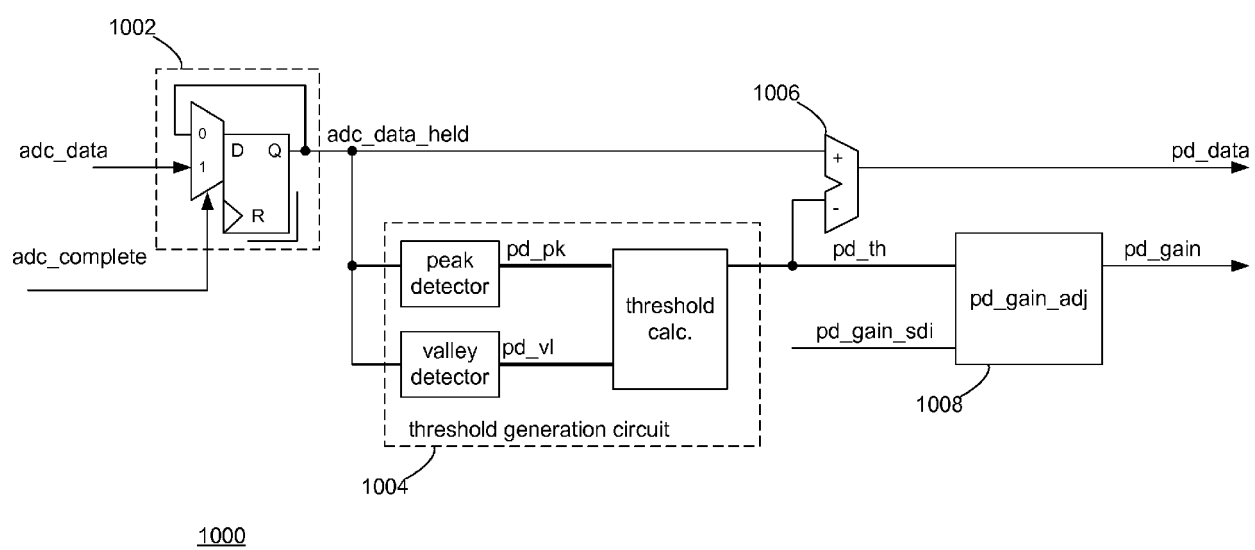 1002
1006
0
adc_data
1
D Q
R
adc_data_held
+
-
pd_data
adc_complete
peak
detector
pd_pk
threshold
calc.
valley
detector
pd_vl
threshold generation circuit
1004
pd_th
pd_gain_sdi
pd_gain_adj
pd_gain
1008
1000